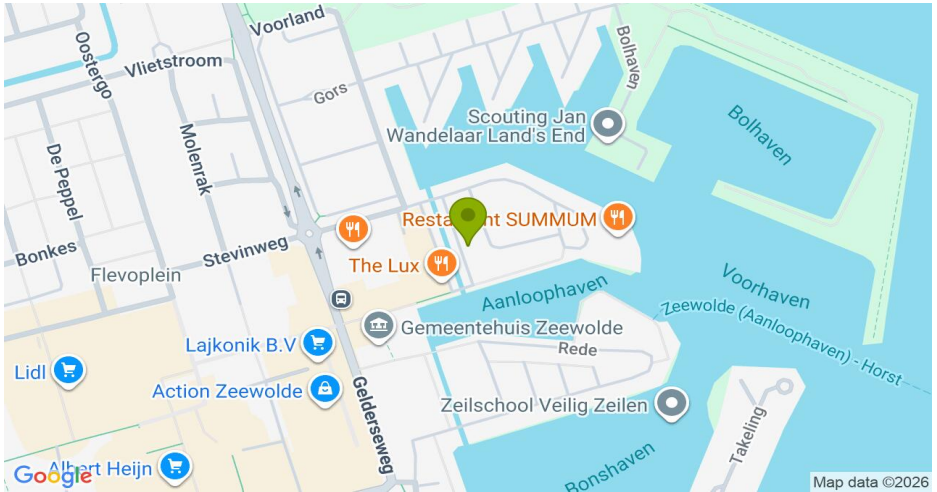 Voorland
Oostergo
Vlietstroom
Gors
Bolhaven
Scouting Jan
Wandelaar Land's End
Bolhaven
Molenrak
De Peppel
Restaurant SUMMUM
Stevinweg
Bonkes
Flevoplein
The Lux
Aanloophaven
Voorhaven
Zeewolde (Aanloophaven) - Horst
Gemeentehuis Zeewolde
Lajkonik B.V
Rede
Lidl
Action Zeewolde
Gelderseweg
Zeilschool Veilig Zeilen
Takeling
Albert Heijn
Bonshaven
Google
Map data ©2026